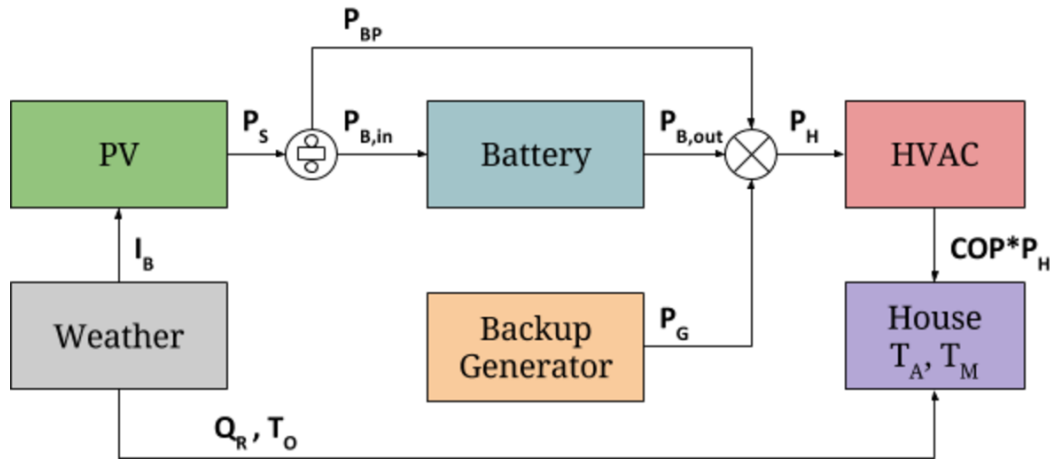 P_BP
PV
P_S
P_B,in
Battery
P_B,out
P_H
HVAC
I_B
COP*P_H
Weather
Backup
Generator
P_G
House
T_A, T_M
Q_R , T_O